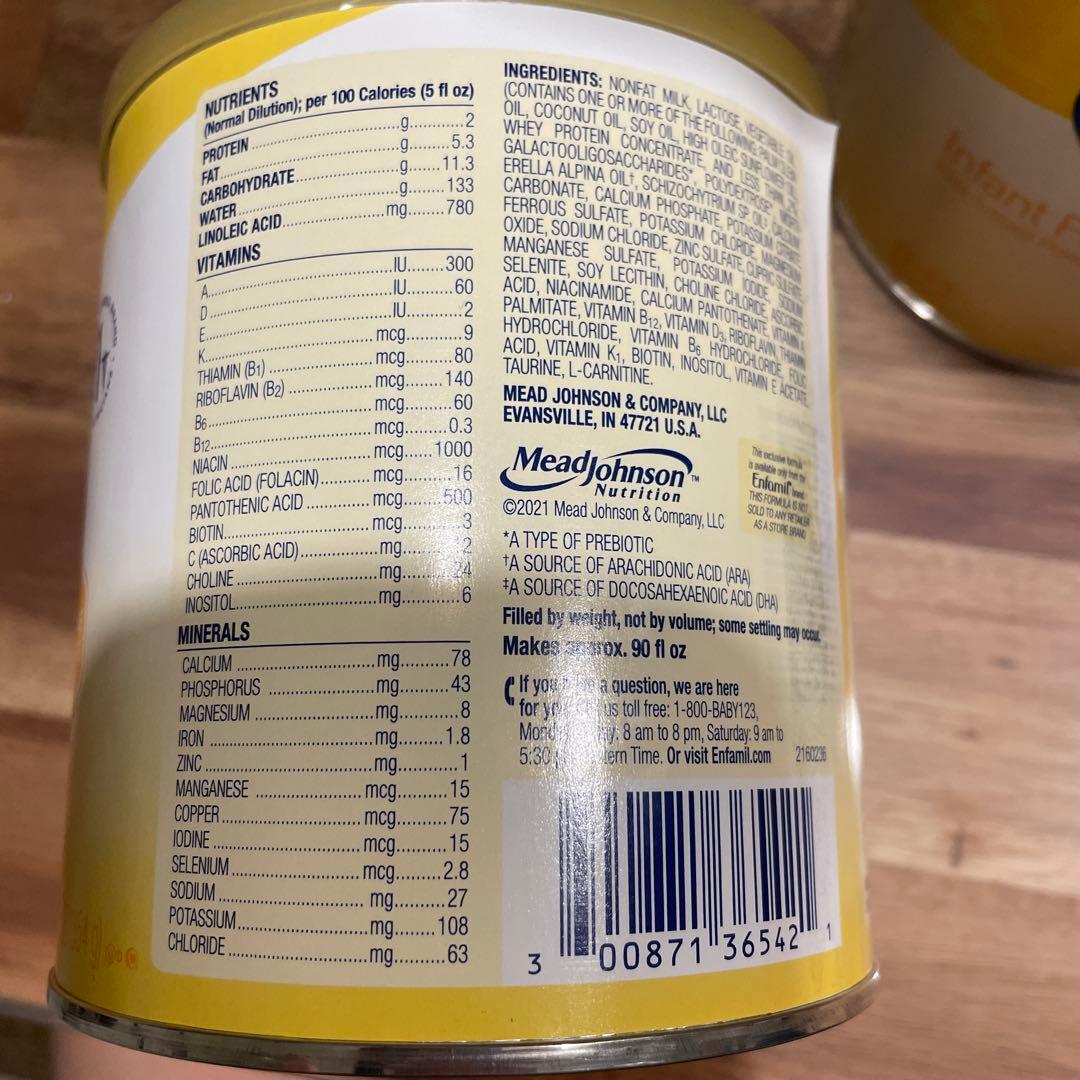 NUTRIENTS
(Normal Dilution); per 100 Calories (5 fl oz)
PROTEIN g 2
FAT g 5.3
CARBOHYDRATE g 11.3
WATER g 133
LINOLEIC ACID mg 780
VITAMINS
A IU 300
D IU 60
E IU 2
K mcg 9
THIAMIN (B1) mcg 80
RIBOFLAVIN (B2) mcg 140
B6 mcg 60
B12 mcg 0.3
NIACIN mcg 1000
FOLIC ACID (FOLACIN) mcg 16
PANTOTHENIC ACID mcg 500
BIOTIN mcg 3
C (ASCORBIC ACID) mg 12
CHOLINE mg 24
INOSITOL mg 6
MINERALS
CALCIUM mg 78
PHOSPHORUS mg 43
MAGNESIUM mg 8
IRON mg 1.8
ZINC mg 1
MANGANESE mcg 15
COPPER mcg 75
IODINE mcg 15
SELENIUM mcg 2.8
SODIUM mg 27
POTASSIUM mg 108
CHLORIDE mg 63
INGREDIENTS: NONFAT MILK, LACTOSE, VEGETABLE OIL
(CONTAINS ONE OR MORE OF THE FOLLOWING: PALM OLEIN
OIL, COCONUT OIL, SOY OIL, HIGH OLEIC SUNFLOWER OIL),
WHEY PROTEIN CONCENTRATE, AND LESS THAN 2%:
GALACTOOLIGOSACCHARIDES*, POLYDEXTROSE*, MORTI-
ERELLA ALPINA OIL†, SCHIZOCHYTRIUM SP OIL‡, CALCIUM
CARBONATE, CALCIUM PHOSPHATE, POTASSIUM CITRATE,
FERROUS SULFATE, POTASSIUM CHLORIDE, MAGNESIUM
OXIDE, SODIUM CHLORIDE, ZINC SULFATE, CUPRIC SULFATE,
MANGANESE SULFATE, POTASSIUM IODIDE, SODIUM
SELENITE, SOY LECITHIN, CHOLINE CHLORIDE, ASCORBIC
ACID, NIACINAMIDE, CALCIUM PANTOTHENATE, VITAMIN A
PALMITATE, VITAMIN B12, VITAMIN D3, RIBOFLAVIN, THIAMIN
HYDROCHLORIDE, VITAMIN B6 HYDROCHLORIDE, FOLIC
ACID, VITAMIN K1, BIOTIN, INOSITOL, VITAMIN E ACETATE,
TAURINE, L-CARNITINE.
MEAD JOHNSON & COMPANY, LLC
EVANSVILLE, IN 47721 U.S.A.
MeadJohnson™
Nutrition
©2021 Mead Johnson & Company, LLC
This exclusive formula
is available only from the
Enfamil® brand
THIS FORMULA IS NOT
SOLD TO ANY RETAILER
AS A STORE BRAND
*A TYPE OF PREBIOTIC
†A SOURCE OF ARACHIDONIC ACID (ARA)
‡A SOURCE OF DOCOSAHEXAENOIC ACID (DHA)
Filled by weight, not by volume; some settling may occur.
Makes approx. 90 fl oz
If you have a question, we are here
for you. Call us toll free: 1-800-BABY123,
8 am to 8 pm, Saturday: 9 am to
5:30 Time. Or visit Enfamil.com
2160236
3 00871 36542 1
Infant F